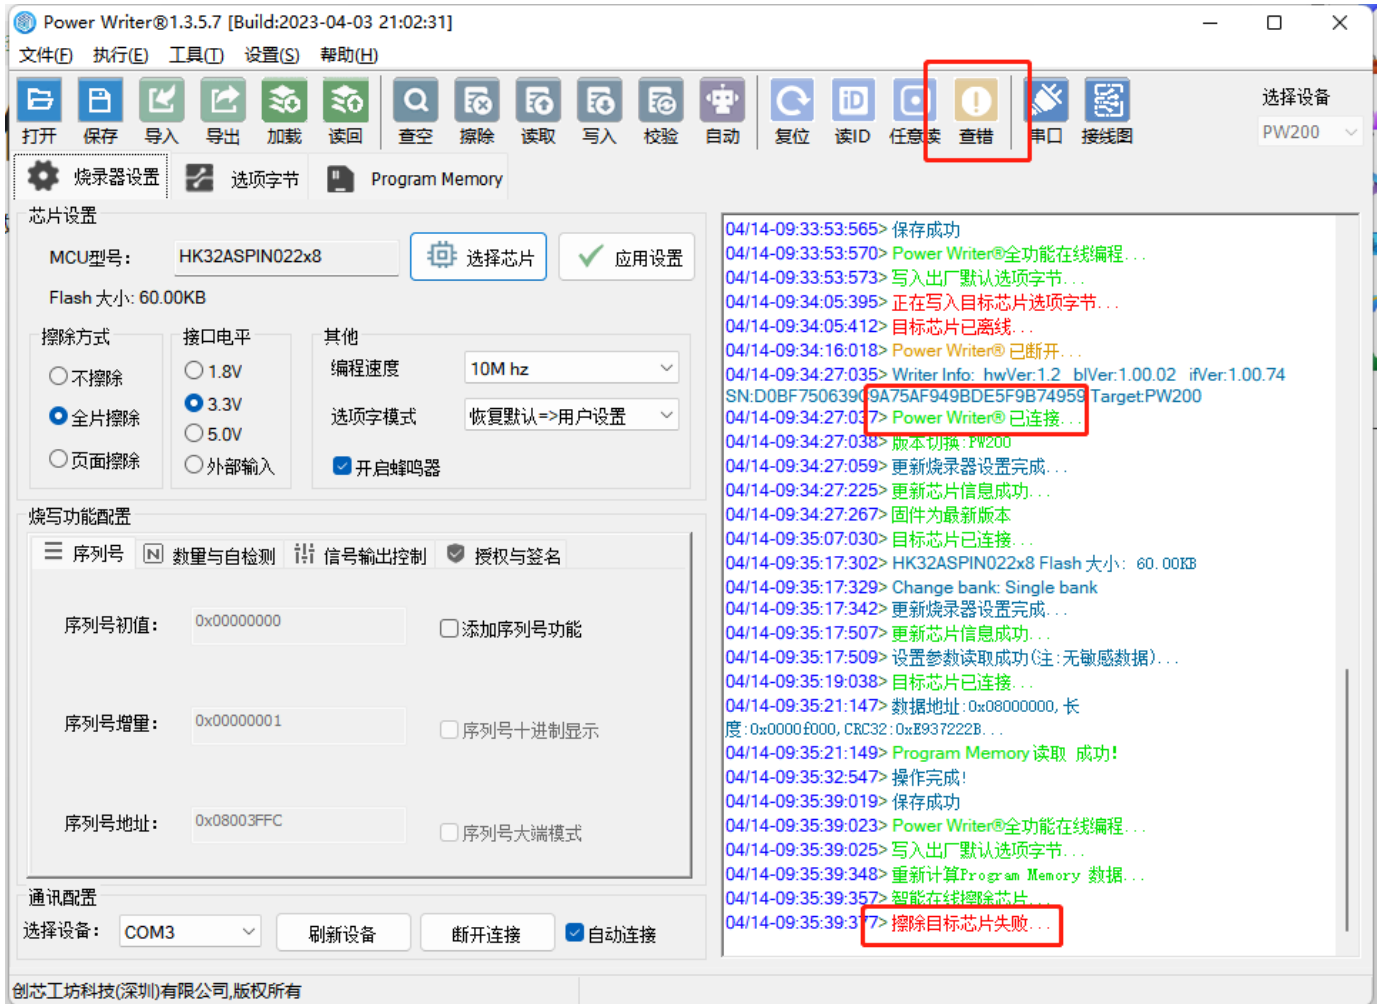 Power Writer®1.3.5.7 [Build:2023-04-03 21:02:31]
文件(F) 执行(E) 工具(T) 设置(S) 帮助(H)
打开 保存 导入 导出 加载 读回 查空 擦除 读取 写入 校验 自动 复位 读ID 任意读 查错 串口 接线图
选择设备
PW200
烧录器设置 选项字节 Program Memory
芯片设置
MCU型号: HK32ASPIN022x8 选择芯片 应用设置
Flash 大小: 60.00KB
擦除方式
不擦除
全片擦除
页面擦除
接口电平
1.8V
3.3V
5.0V
外部输入
其他
编程速度 10M hz
选项字模式 恢复默认=>用户设置
开启蜂鸣器
烧写功能配置
序列号 数量与自检测 信号输出控制 授权与签名
序列号初值: 0x00000000 添加序列号功能
序列号增量: 0x00000001 序列号十进制显示
序列号地址: 0x08003FFC 序列号大端模式
通讯配置
选择设备: COM3 刷新设备 断开连接 自动连接
04/14-09:33:53:565> 保存成功
04/14-09:33:53:570> Power Writer®全功能在线编程...
04/14-09:33:53:573> 写入出厂默认选项字节...
04/14-09:34:05:395> 正在写入目标芯片选项字节...
04/14-09:34:05:412> 目标芯片已离线...
04/14-09:34:16:018> Power Writer® 已断开...
04/14-09:34:27:035> Writer Info: hwVer:1.2 blVer:1.00.02 ifVer:1.00.74
SN:D0BF75063909A75AF949BDE5F9B74959 Target:PW200
04/14-09:34:27:037> Power Writer® 已连接...
04/14-09:34:27:038> 版本切换:PW200
04/14-09:34:27:059> 更新烧录器设置完成...
04/14-09:34:27:225> 更新芯片信息成功...
04/14-09:34:27:267> 固件为最新版本
04/14-09:35:07:030> 目标芯片已连接...
04/14-09:35:17:302> HK32ASPIN022x8 Flash 大小: 60.00KB
04/14-09:35:17:329> Change bank: Single bank
04/14-09:35:17:342> 更新烧录器设置完成...
04/14-09:35:17:507> 更新芯片信息成功...
04/14-09:35:17:509> 设置参数读取成功(注:无敏感数据)...
04/14-09:35:19:038> 目标芯片已连接...
04/14-09:35:21:147> 数据地址:0x08000000,长
度:0x0000f000,CRC32:0xE937222B...
04/14-09:35:21:149> Program Memory 读取 成功!
04/14-09:35:32:547> 操作完成!
04/14-09:35:39:019> 保存成功
04/14-09:35:39:023> Power Writer®全功能在线编程...
04/14-09:35:39:025> 写入出厂默认选项字节...
04/14-09:35:39:348> 重新计算Program Memory 数据...
04/14-09:35:39:357> 智能在线擦除芯片...
04/14-09:35:39:377> 擦除目标芯片失败...
创芯工坊科技(深圳)有限公司,版权所有